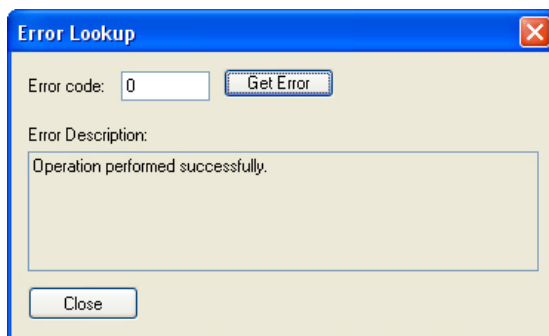 Error Lookup
Error code: 0 Get Error
Error Description:
Operation performed successfully.
Close